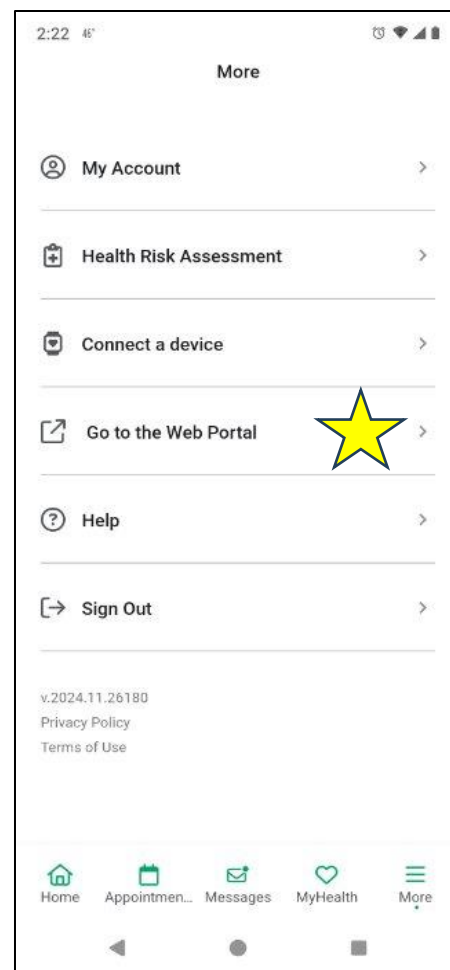 2:22 46°
More
My Account
Health Risk Assessment
Connect a device
Go to the Web Portal
Help
Sign Out
v.2024.11.26180
Privacy Policy
Terms of Use
Home Appointmen... Messages MyHealth More